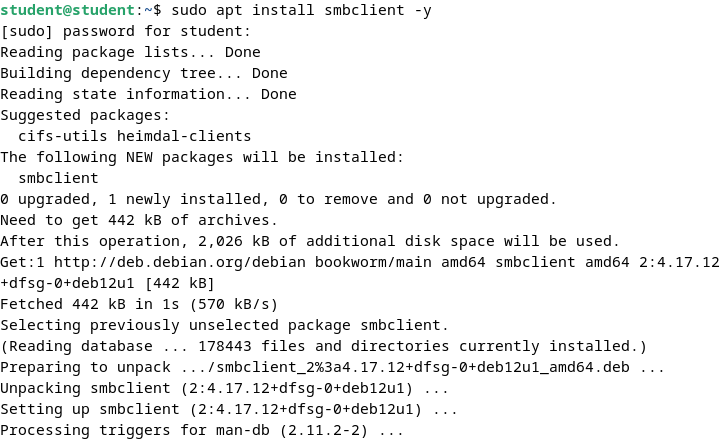 student@student:~$ sudo apt install smbclient -y
[sudo] password for student:
Reading package lists... Done
Building dependency tree... Done
Reading state information... Done
Suggested packages:
  cifs-utils heimdal-clients
The following NEW packages will be installed:
  smbclient
0 upgraded, 1 newly installed, 0 to remove and 0 not upgraded.
Need to get 442 kB of archives.
After this operation, 2,026 kB of additional disk space will be used.
Get:1 http://deb.debian.org/debian bookworm/main amd64 smbclient amd64 2:4.17.12
+dfsg-0+deb12u1 [442 kB]
Fetched 442 kB in 1s (570 kB/s)
Selecting previously unselected package smbclient.
(Reading database ... 178443 files and directories currently installed.)
Preparing to unpack .../smbclient_2%3a4.17.12+dfsg-0+deb12u1_amd64.deb ...
Unpacking smbclient (2:4.17.12+dfsg-0+deb12u1) ...
Setting up smbclient (2:4.17.12+dfsg-0+deb12u1) ...
Processing triggers for man-db (2.11.2-2) ...